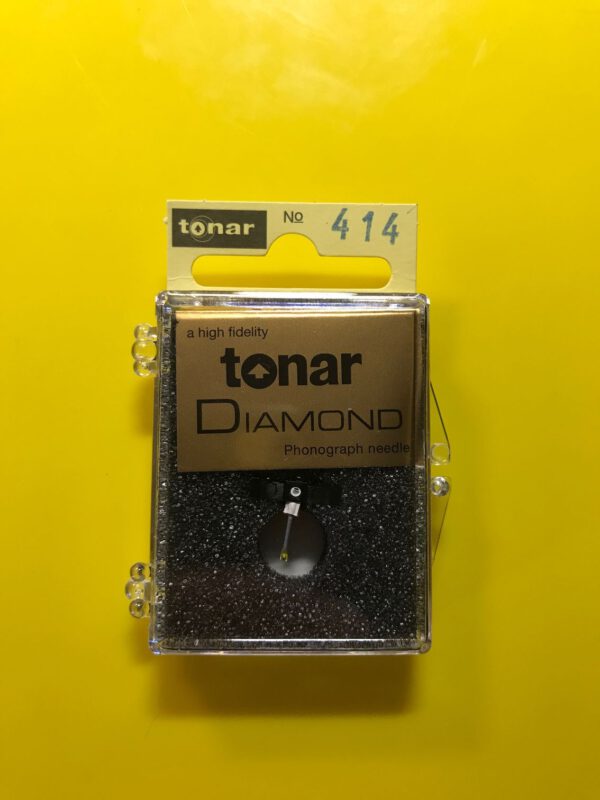 tonar No 414
a high fidelity
tonar
DIAMOND
Phonograph needle